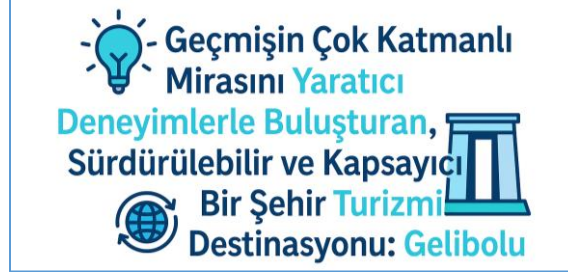 Geçmişin Çok Katmanlı
Mirasını Yaratıcı
Deneyimlerle Buluşturan,
Sürdürülebilir ve Kapsayıcı
Bir Şehir Turizmi
Destinasyonu: Gelibolu